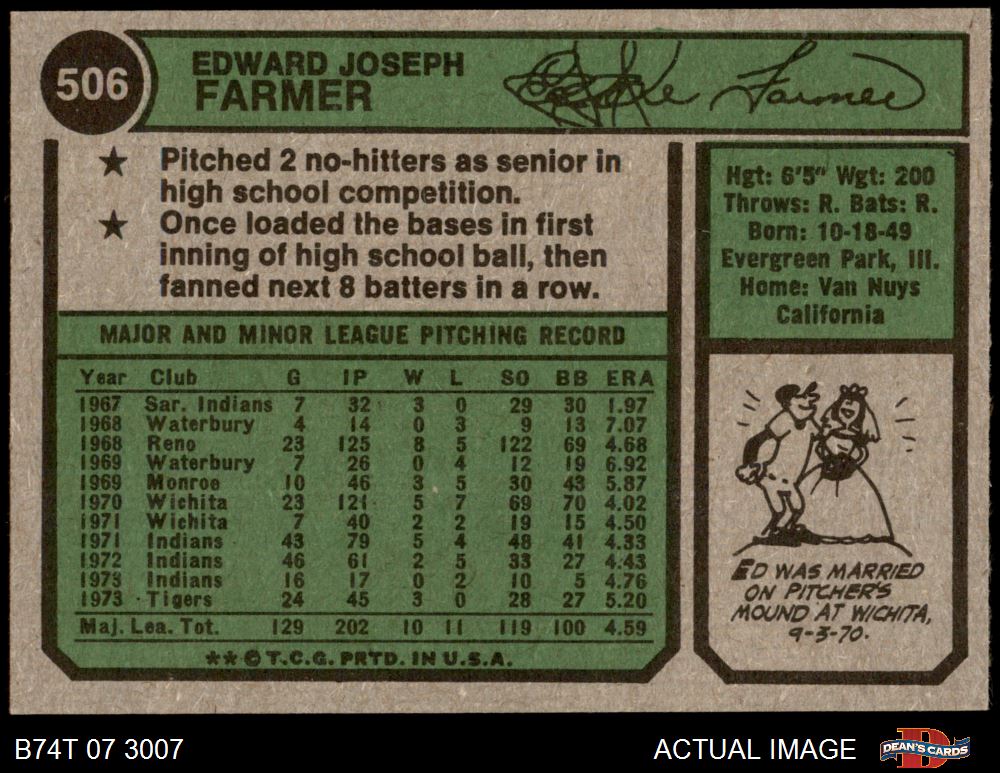 506
EDWARD JOSEPH
FARMER
Farmer
★ Pitched 2 no-hitters as senior in
high school competition.
★ Once loaded the bases in first
inning of high school ball, then
fanned next 8 batters in a row.
Hgt: 6'5" Wgt: 200
Throws: R. Bats: R.
Born: 10-18-49
Evergreen Park, Ill.
Home: Van Nuys
California
MAJOR AND MINOR LEAGUE PITCHING RECORD
Year Club G IP W L SO BB ERA
1967 Sar. Indians 7 32 3 0 29 30 1.97
1968 Waterbury 4 14 0 3 9 13 7.07
1968 Reno 23 125 8 5 122 69 4.68
1969 Waterbury 7 26 0 4 12 19 6.92
1969 Monroe 10 46 3 5 30 43 5.87
1970 Wichita 23 121 5 7 69 70 4.02
1971 Wichita 7 40 2 2 19 15 4.50
1971 Indians 43 79 5 4 48 41 4.33
1972 Indians 46 61 2 5 33 27 4.43
1973 Indians 16 17 0 2 10 5 4.76
1973 Tigers 24 45 3 0 28 27 5.20
Maj. Lea. Tot. 129 202 10 11 119 100 4.59
**© T.C.G. PRTD. IN U.S.A.
ED WAS MARRIED
ON PITCHER'S
MOUND AT WICHITA,
9-3-70.
B74T 07 3007
ACTUAL IMAGE
DEAN'S CARDS